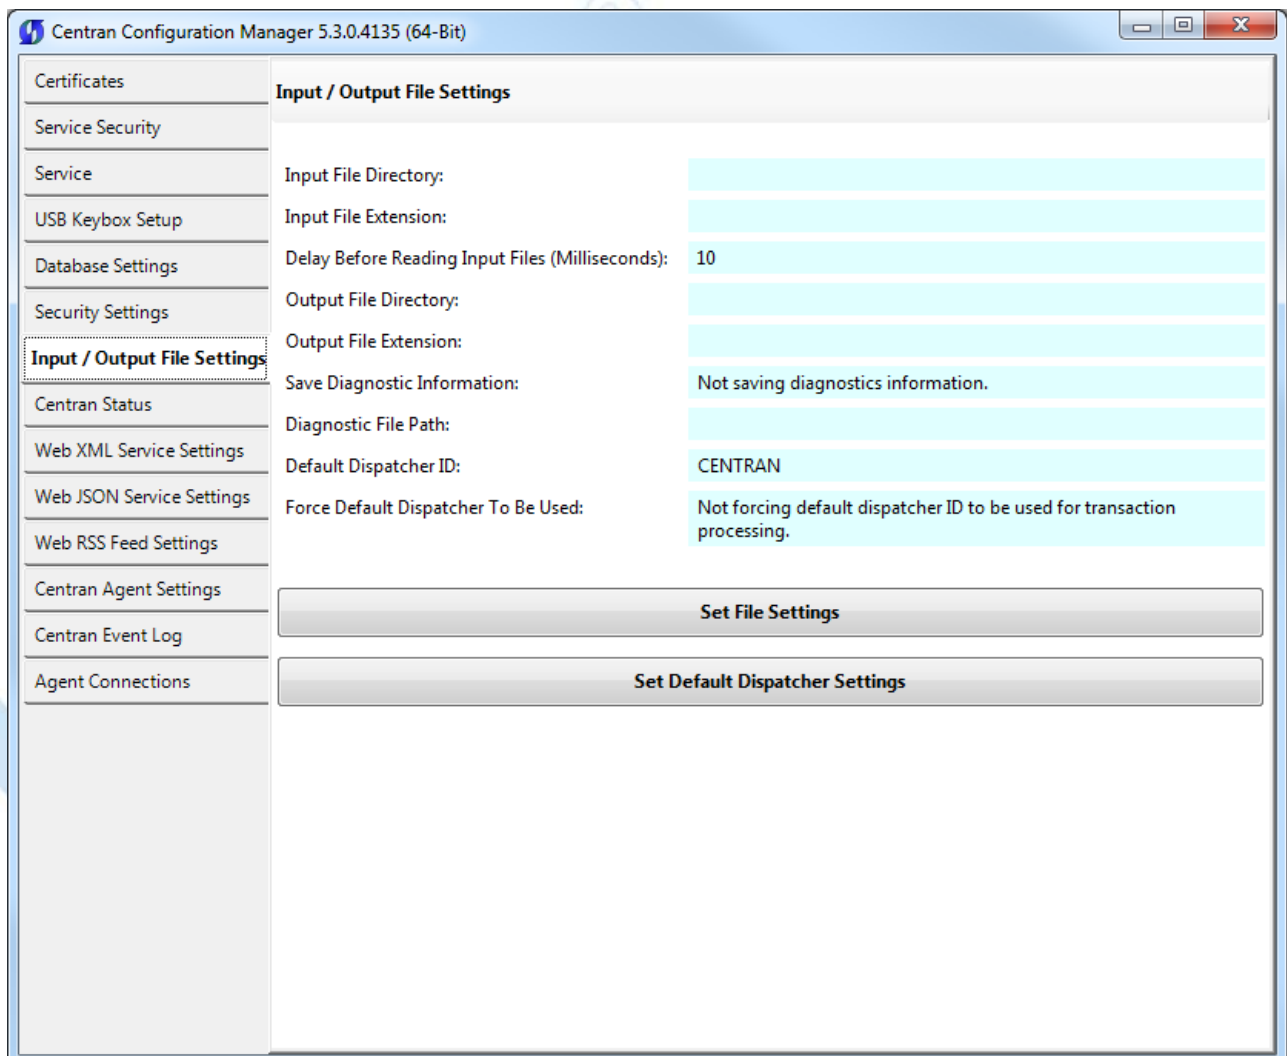 Centran Configuration Manager 5.3.0.4135 (64-Bit)
Certificates
Service Security
Service
USB Keybox Setup
Database Settings
Security Settings
Input / Output File Settings
Centran Status
Web XML Service Settings
Web JSON Service Settings
Web RSS Feed Settings
Centran Agent Settings
Centran Event Log
Agent Connections
Input / Output File Settings
Input File Directory:
Input File Extension:
Delay Before Reading Input Files (Milliseconds): 10
Output File Directory:
Output File Extension:
Save Diagnostic Information: Not saving diagnostics information.
Diagnostic File Path:
Default Dispatcher ID: CENTRAN
Force Default Dispatcher To Be Used: Not forcing default dispatcher ID to be used for transaction
processing.
Set File Settings
Set Default Dispatcher Settings